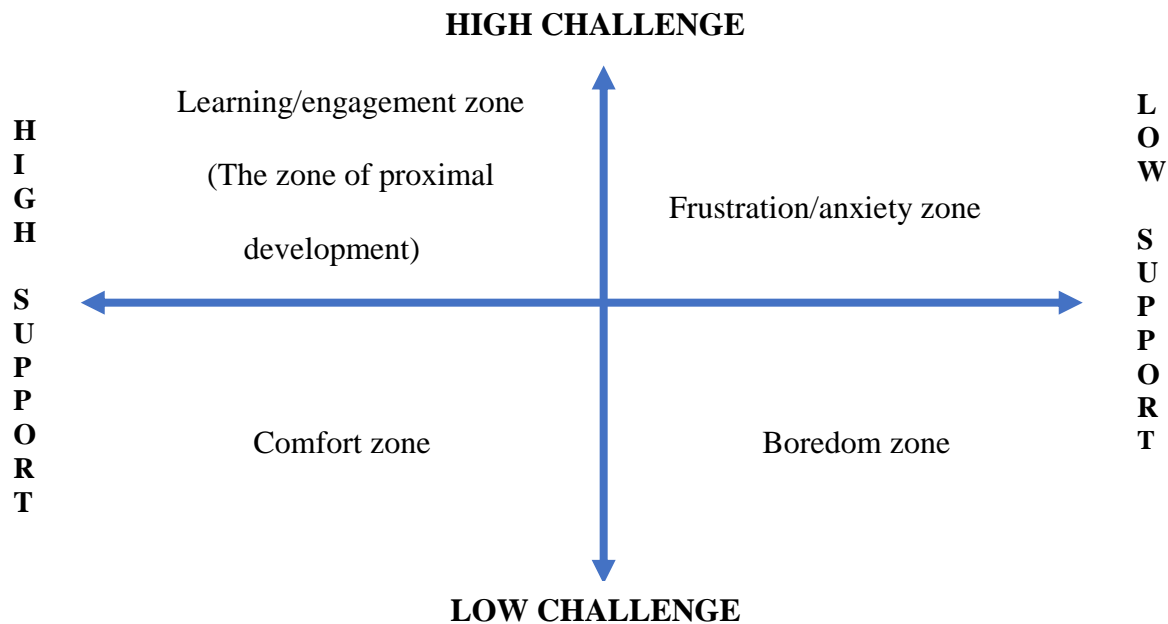 HIGH CHALLENGE
HIGH SUPPORT
Learning/engagement zone
(The zone of proximal
development)
Frustration/anxiety zone
LOW SUPPORT
Comfort zone
Boredom zone
LOW CHALLENGE